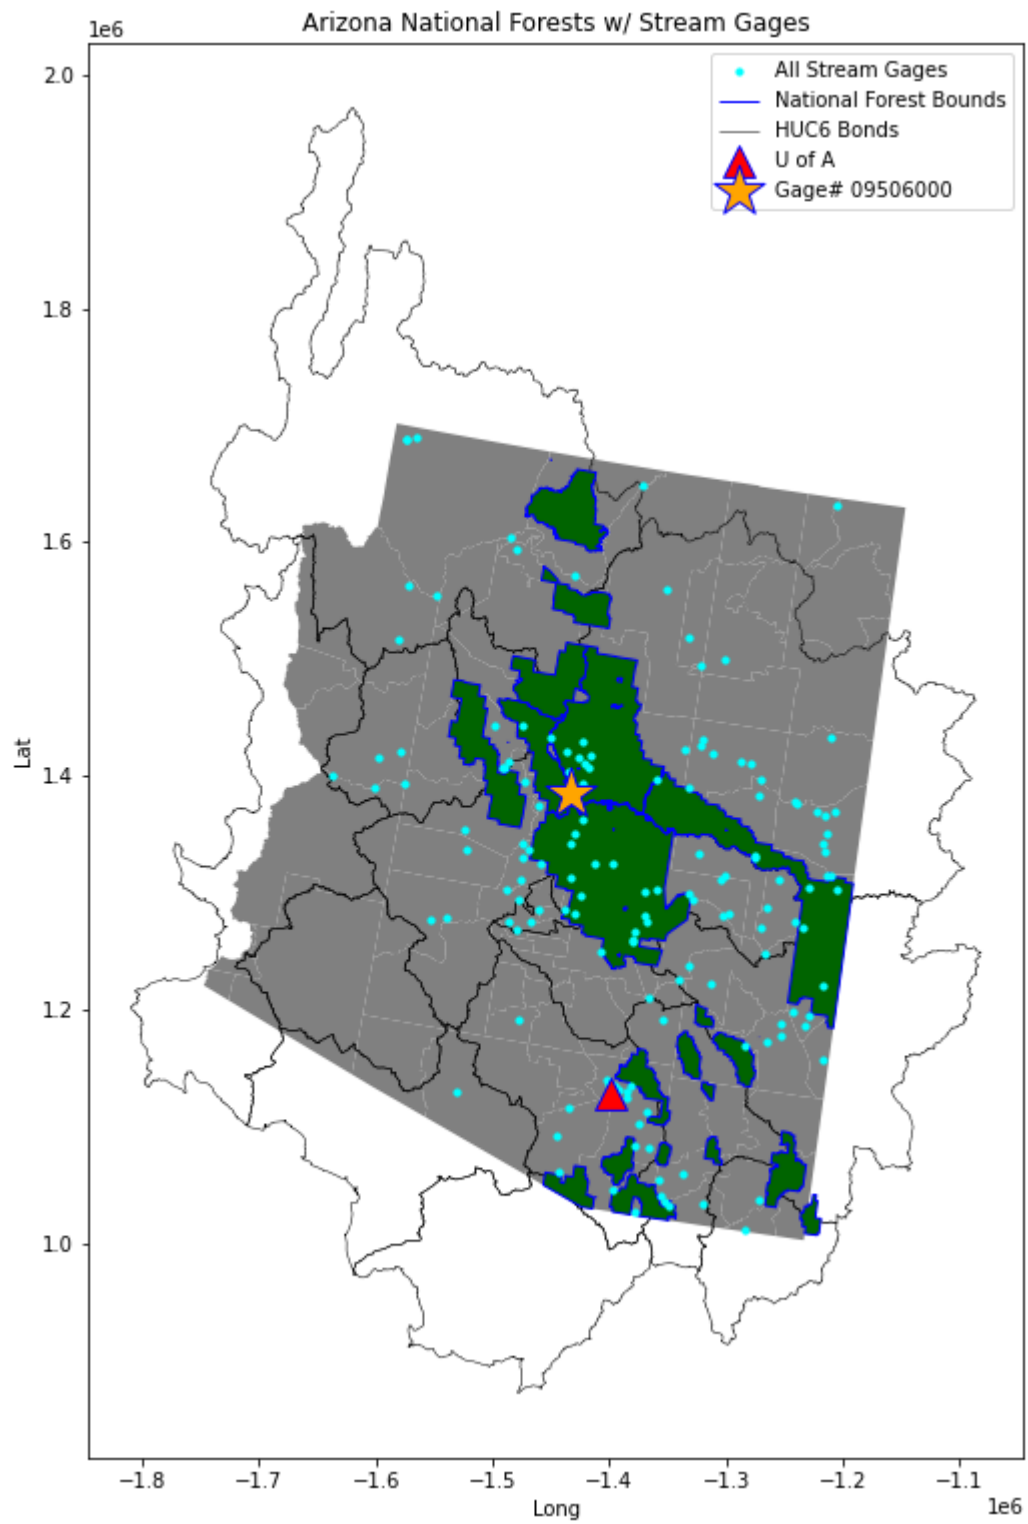 Arizona National Forests w/ Stream Gages
1e6
All Stream Gages
National Forest Bounds
HUC6 Bonds
U of A
Gage# 09506000
2.0
1.8
1.6
1.4
1.2
1.0
Lat
−1.8 −1.7 −1.6 −1.5 −1.4 −1.3 −1.2 −1.1
1e6
Long